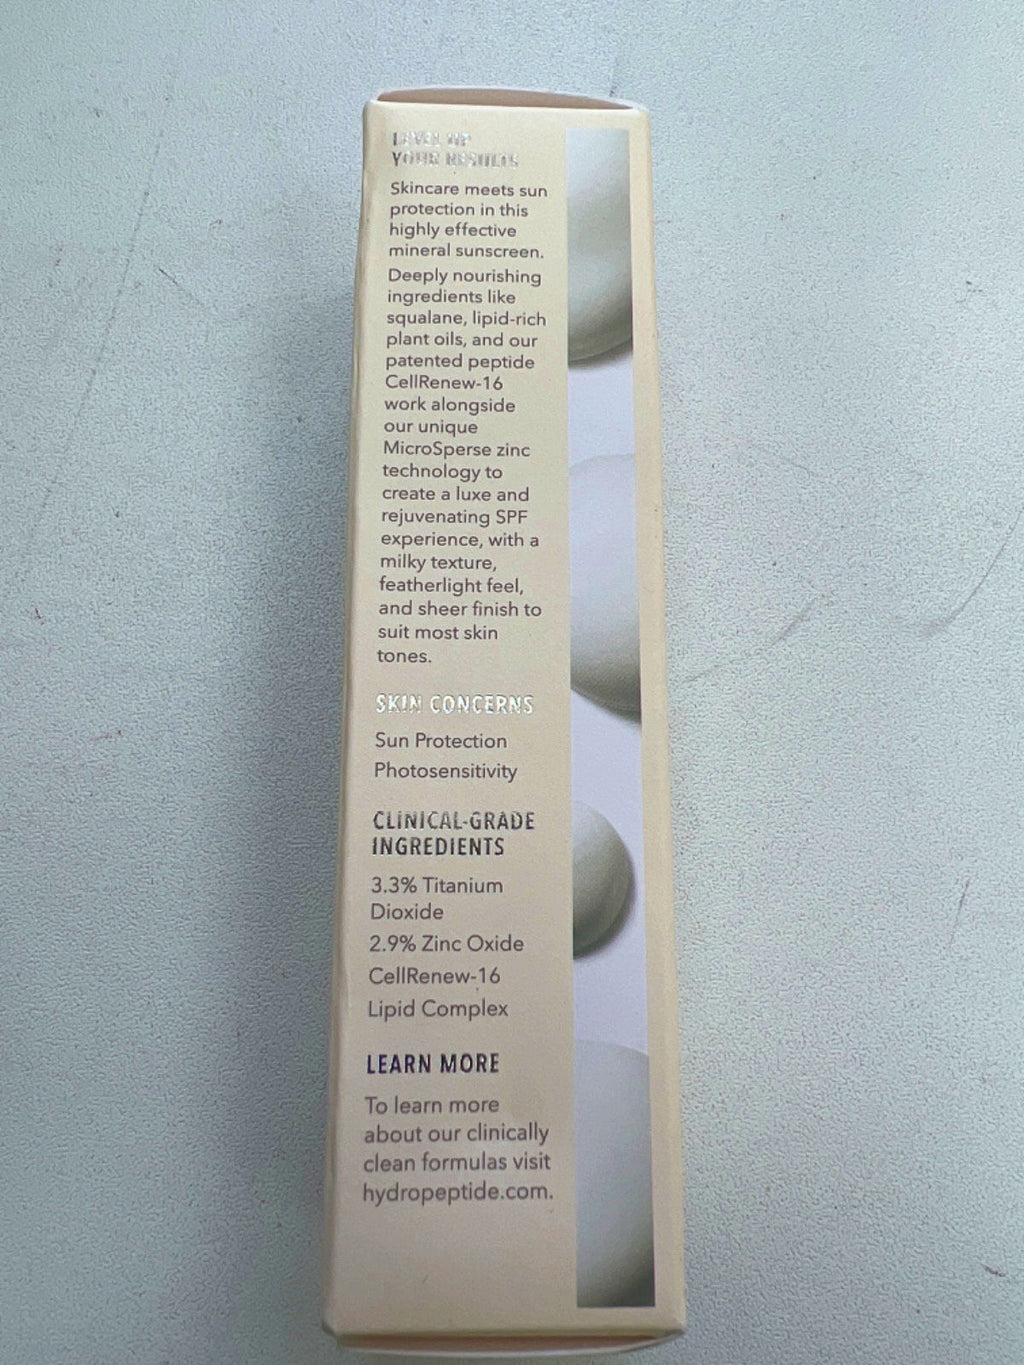 LEVEL UP
YOUR RESULTS
Skincare meets sun
protection in this
highly effective
mineral sunscreen.
Deeply nourishing
ingredients like
squalane, lipid-rich
plant oils, and our
patented peptide
CellRenew-16
work alongside
our unique
MicroSperse zinc
technology to
create a luxe and
rejuvenating SPF
experience, with a
milky texture,
featherlight feel,
and sheer finish to
suit most skin
tones.
SKIN CONCERNS
Sun Protection
Photosensitivity
CLINICAL-GRADE
INGREDIENTS
3.3% Titanium
Dioxide
2.9% Zinc Oxide
CellRenew-16
Lipid Complex
LEARN MORE
To learn more
about our clinically
clean formulas visit
hydropeptide.com.